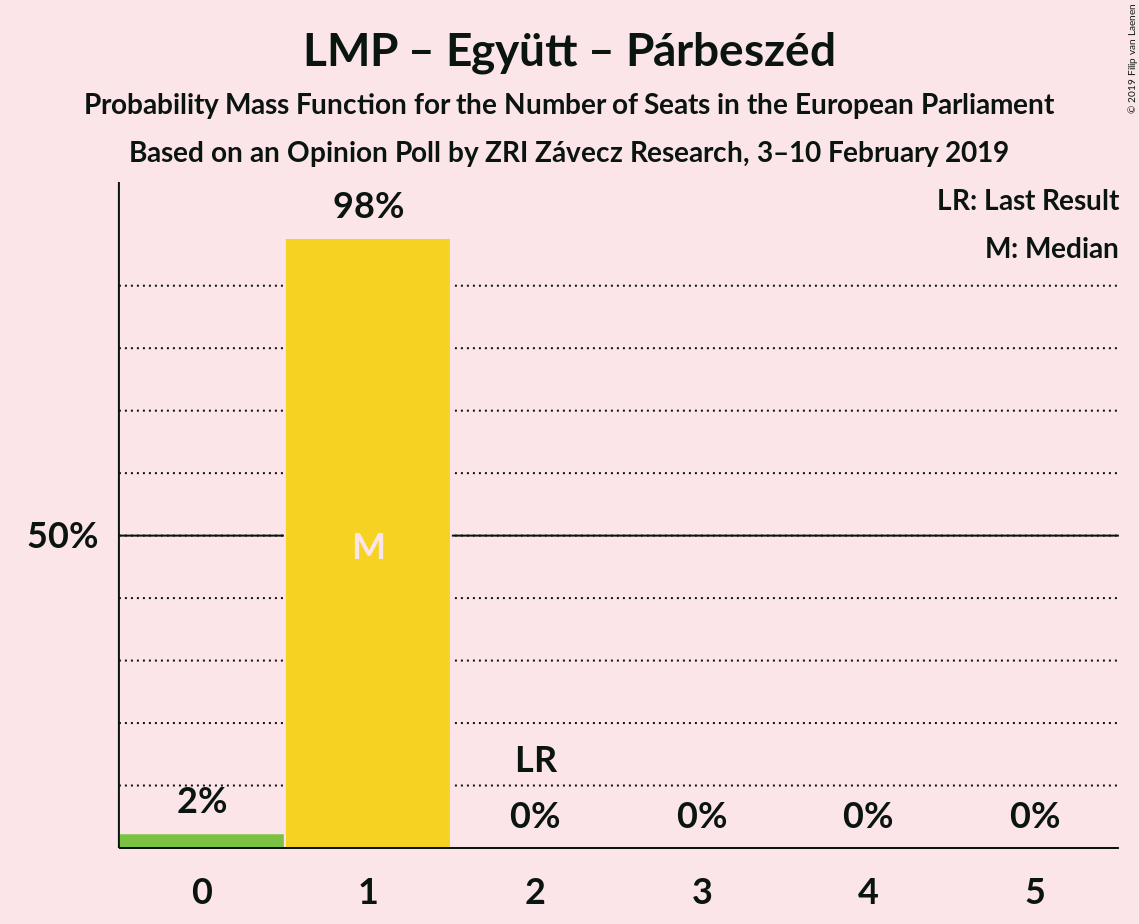 LMP – Együtt – Párbeszéd
Probability Mass Function for the Number of Seats in the European Parliament
Based on an Opinion Poll by ZRI Závecz Research, 3–10 February 2019
© 2019 Filip van Laenen
LR: Last Result
M: Median
98%
50%
M
LR
2%
0%
0%
0%
0%
0
1
2
3
4
5